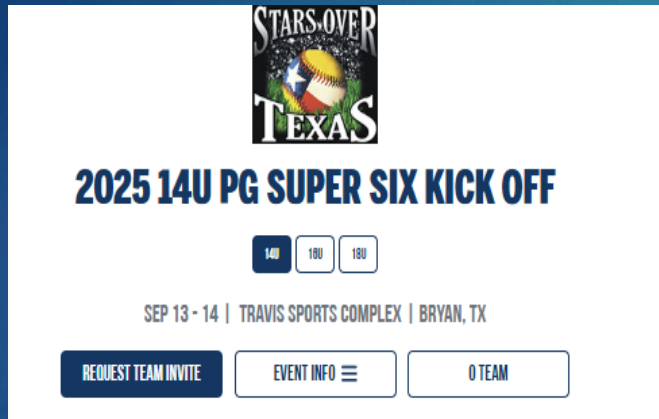 STARS OVER
TEXAS
2025 14U PG SUPER SIX KICK OFF
14U 16U 18U
SEP 13 - 14 | TRAVIS SPORTS COMPLEX | BRYAN, TX
REQUEST TEAM INVITE EVENT INFO 0 TEAM